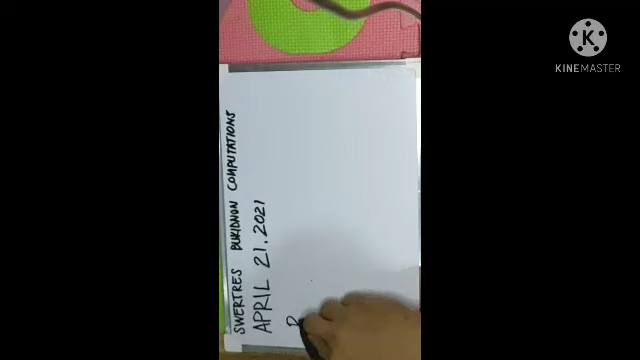 SWERTRES BUKIDNON COMPUTATIONS
APRIL 21, 2021
KINEMASTER